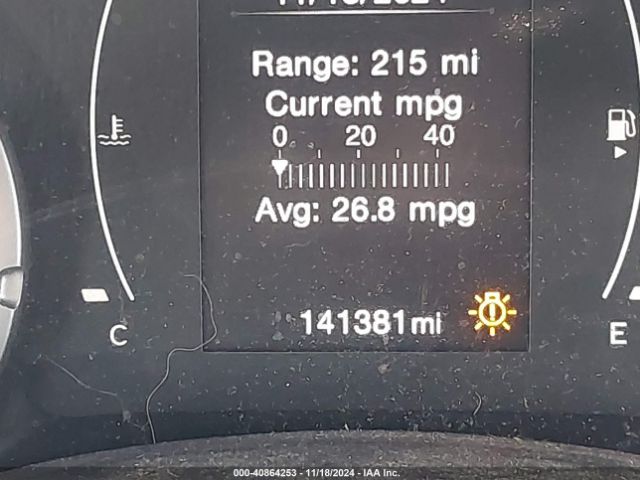 Range: 215 mi
Current mpg
0 20 40
Avg: 26.8 mpg
141381mi
C E
000-40864253 - 11/18/2024 - IAA Inc.